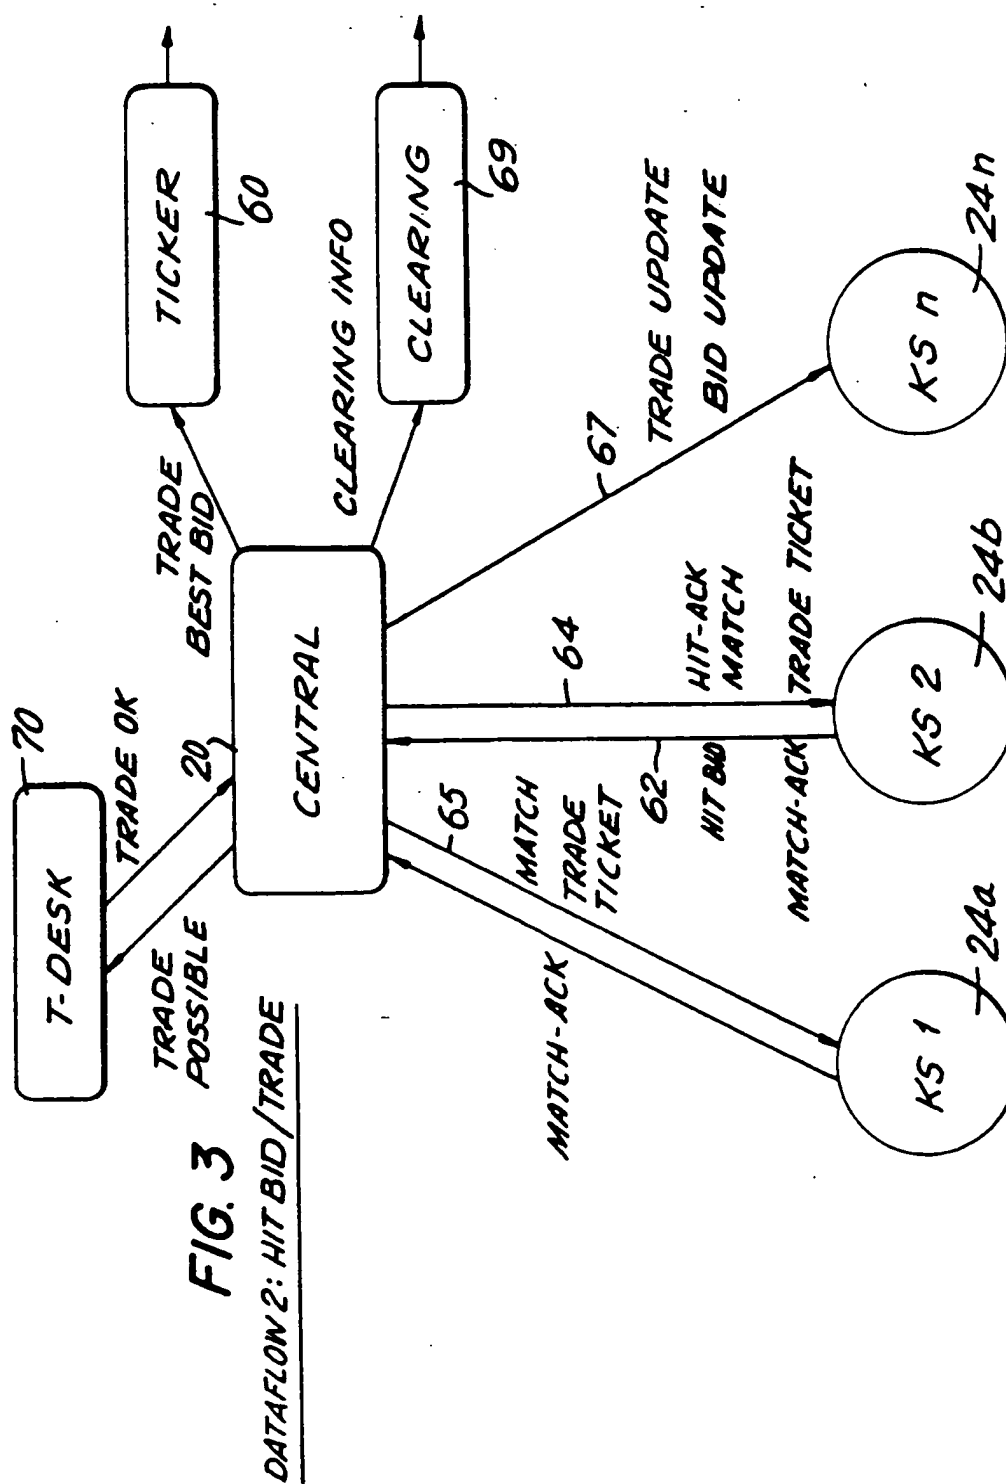 FIG. 3
DATAFLOW 2: HIT BID/TRADE
T-DESK
70
TRADE
POSSIBLE
TRADE OK
20
CENTRAL
TRADE
BEST BID
TICKER
60
CLEARING INFO
CLEARING
69
MATCH-ACK
65
MATCH
TRADE
TICKET
62
HIT BID
MATCH-ACK
64
HIT-ACK
MATCH
TRADE TICKET
67
TRADE UPDATE
BID UPDATE
KS 1
24a
KS 2
24b
KS n
24n